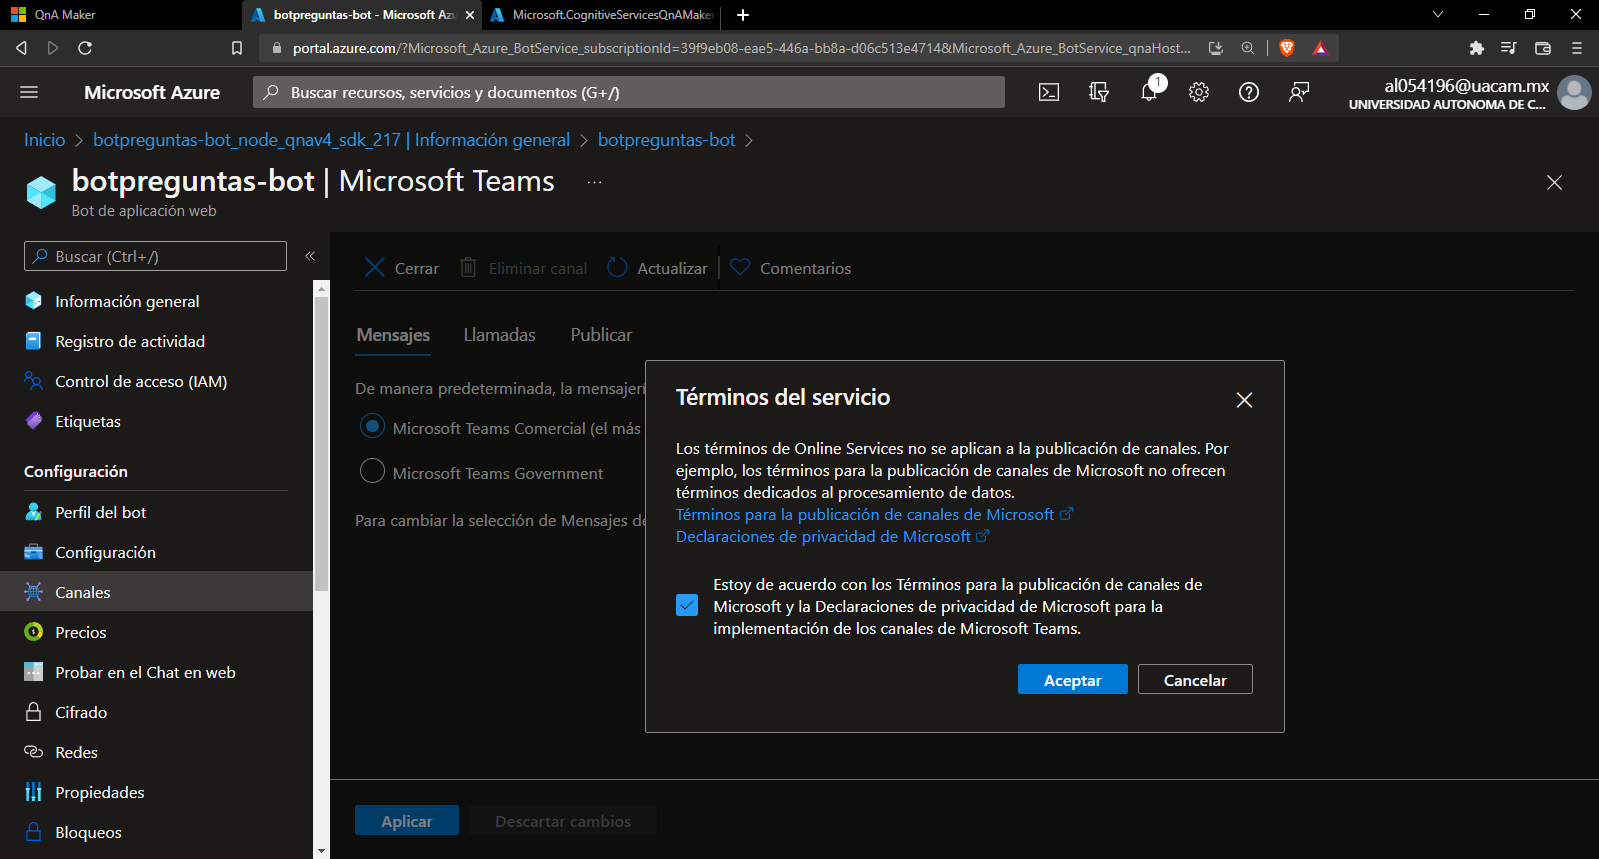 QnA Maker
botpreguntas-bot - Microsoft Azu
Microsoft.CognitiveServicesQnAMaker
portal.azure.com/?Microsoft_Azure_BotService_subscriptionId=39f9eb08-eae5-446a-bb8a-d06c513e4714&Microsoft_Azure_BotService_qnaHost...
Microsoft Azure
Buscar recursos, servicios y documentos (G+/)
1
al054196@uacam.mx
UNIVERSIDAD AUTONOMA DE C...
Inicio > botpreguntas-bot_node_qnav4_sdk_217 | Información general > botpreguntas-bot >
botpreguntas-bot | Microsoft Teams ...
Bot de aplicación web
Buscar (Ctrl+/)
«
Información general
Registro de actividad
Control de acceso (IAM)
Etiquetas
Configuración
Perfil del bot
Configuración
Canales
Precios
Probar en el Chat en web
Cifrado
Redes
Propiedades
Bloqueos
Cerrar
Eliminar canal
Actualizar
Comentarios
Mensajes
Llamadas
Publicar
De manera predeterminada, la mensajerí
Microsoft Teams Comercial (el más
Microsoft Teams Government
Para cambiar la selección de Mensajes de
Términos del servicio
Los términos de Online Services no se aplican a la publicación de canales. Por
ejemplo, los términos para la publicación de canales de Microsoft no ofrecen
términos dedicados al procesamiento de datos.
Términos para la publicación de canales de Microsoft
Declaraciones de privacidad de Microsoft
Estoy de acuerdo con los Términos para la publicación de canales de
Microsoft y la Declaraciones de privacidad de Microsoft para la
implementación de los canales de Microsoft Teams.
Aceptar
Cancelar
Aplicar
Descartar cambios